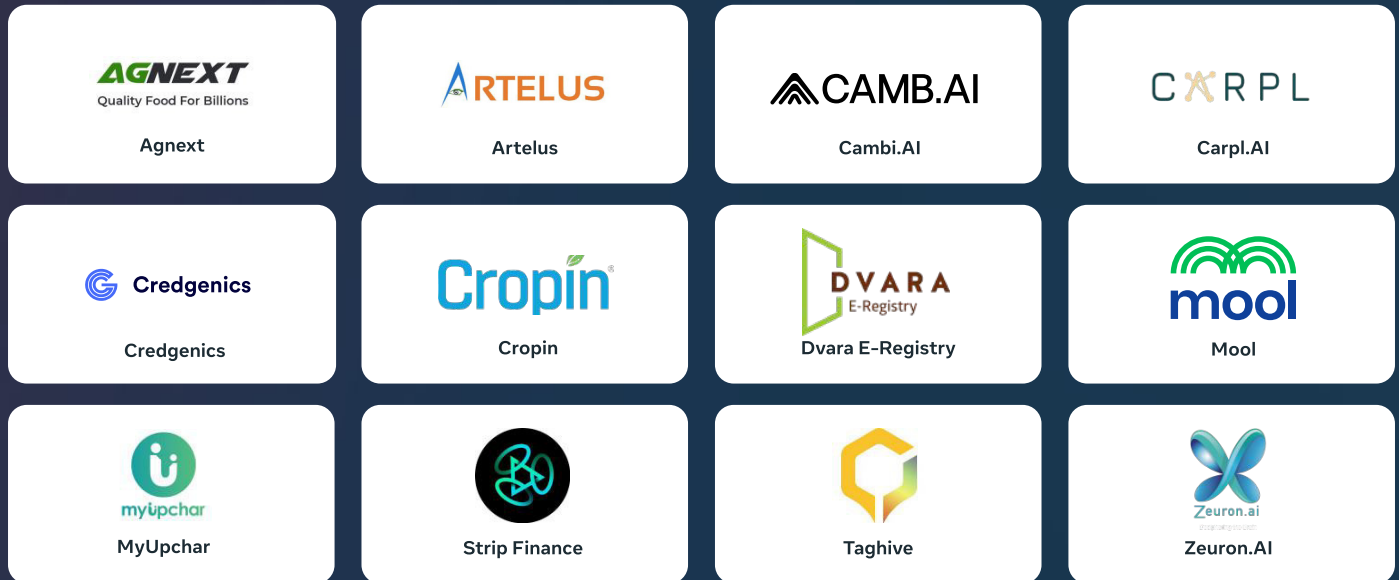 AGNEXT
Quality Food For Billions
Agnext
ARTELUS
Artelus
CAMB.AI
Cambi.AI
CARPL
Carpl.AI
Credgenics
Credgenics
Cropin®
Cropin
DVARA
E-Registry
Dvara E-Registry
mool
Mool
myUpchar
MyUpchar
Strip Finance
Taghive
Zeuron.ai
Zeuron.AI